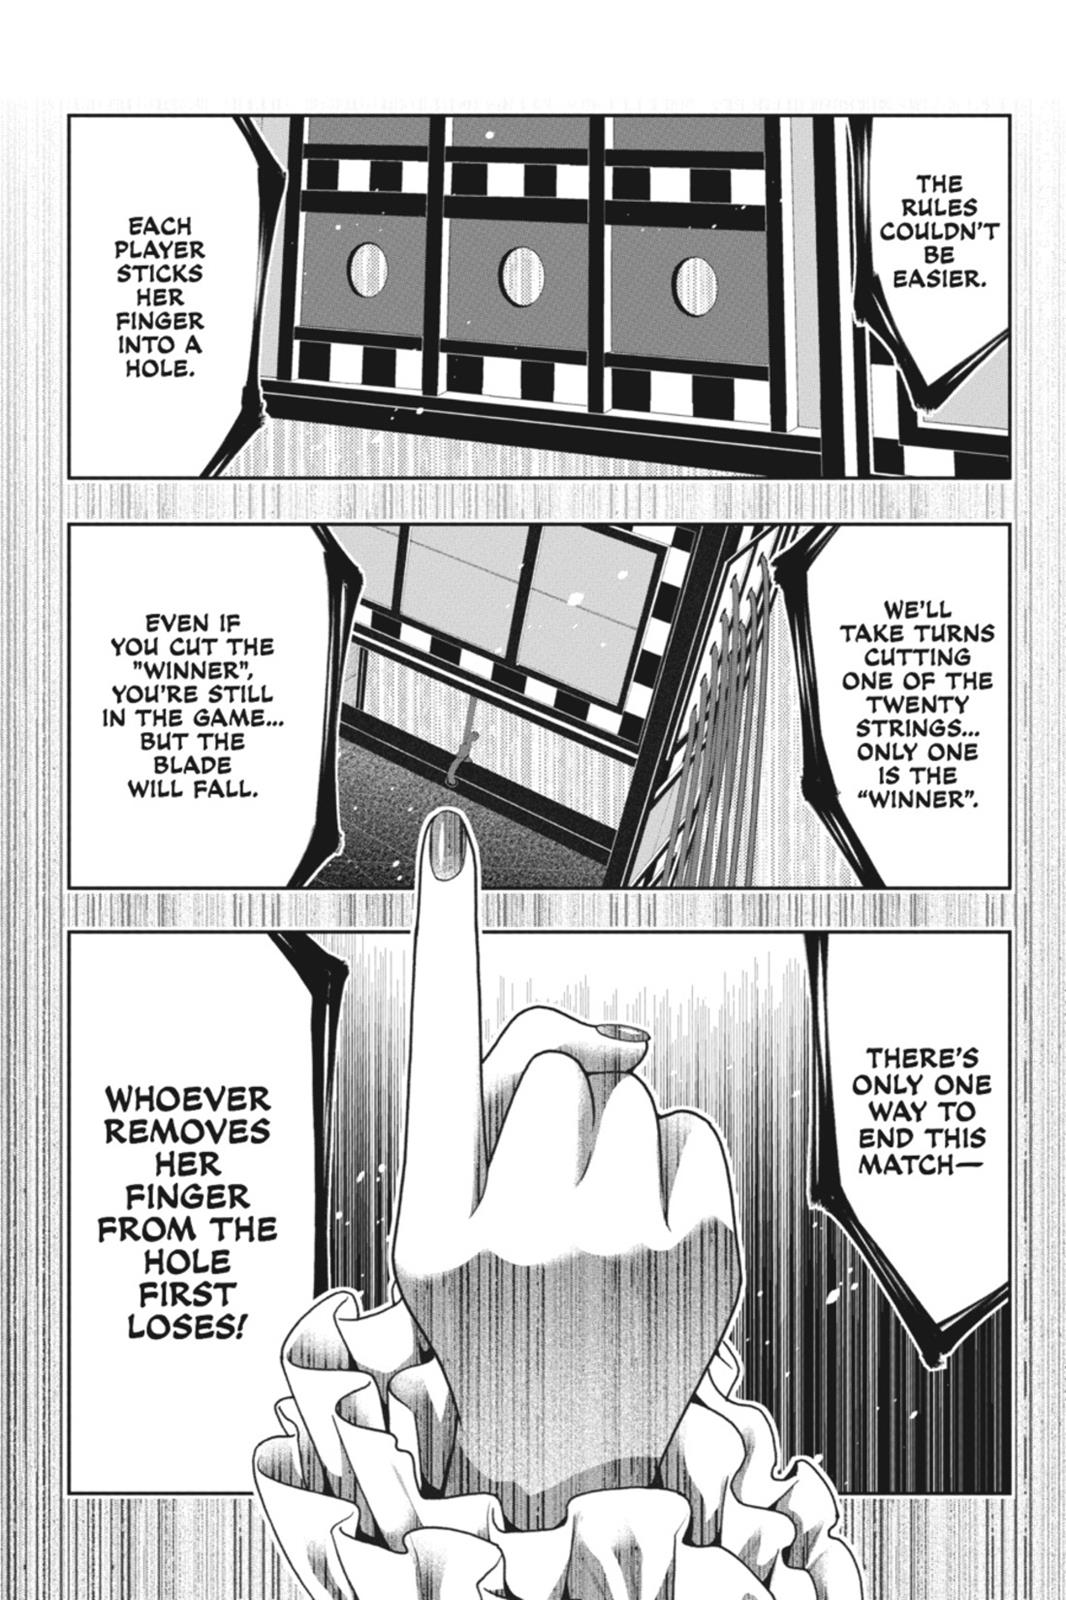 THE
RULES
COULDN'T
BE
EASIER.
EACH
PLAYER
STICKS
HER
FINGER
INTO A
HOLE.
WE'LL
TAKE TURNS
CUTTING
ONE OF THE
TWENTY
STRINGS...
ONLY ONE
IS THE
“WINNER”.
EVEN IF
YOU CUT THE
"WINNER",
YOU'RE STILL
IN THE GAME...
BUT THE
BLADE
WILL FALL.
THERE'S
ONLY ONE
WAY TO
END THIS
MATCH—
WHOEVER
REMOVES
HER
FINGER
FROM THE
HOLE
FIRST
LOSES!